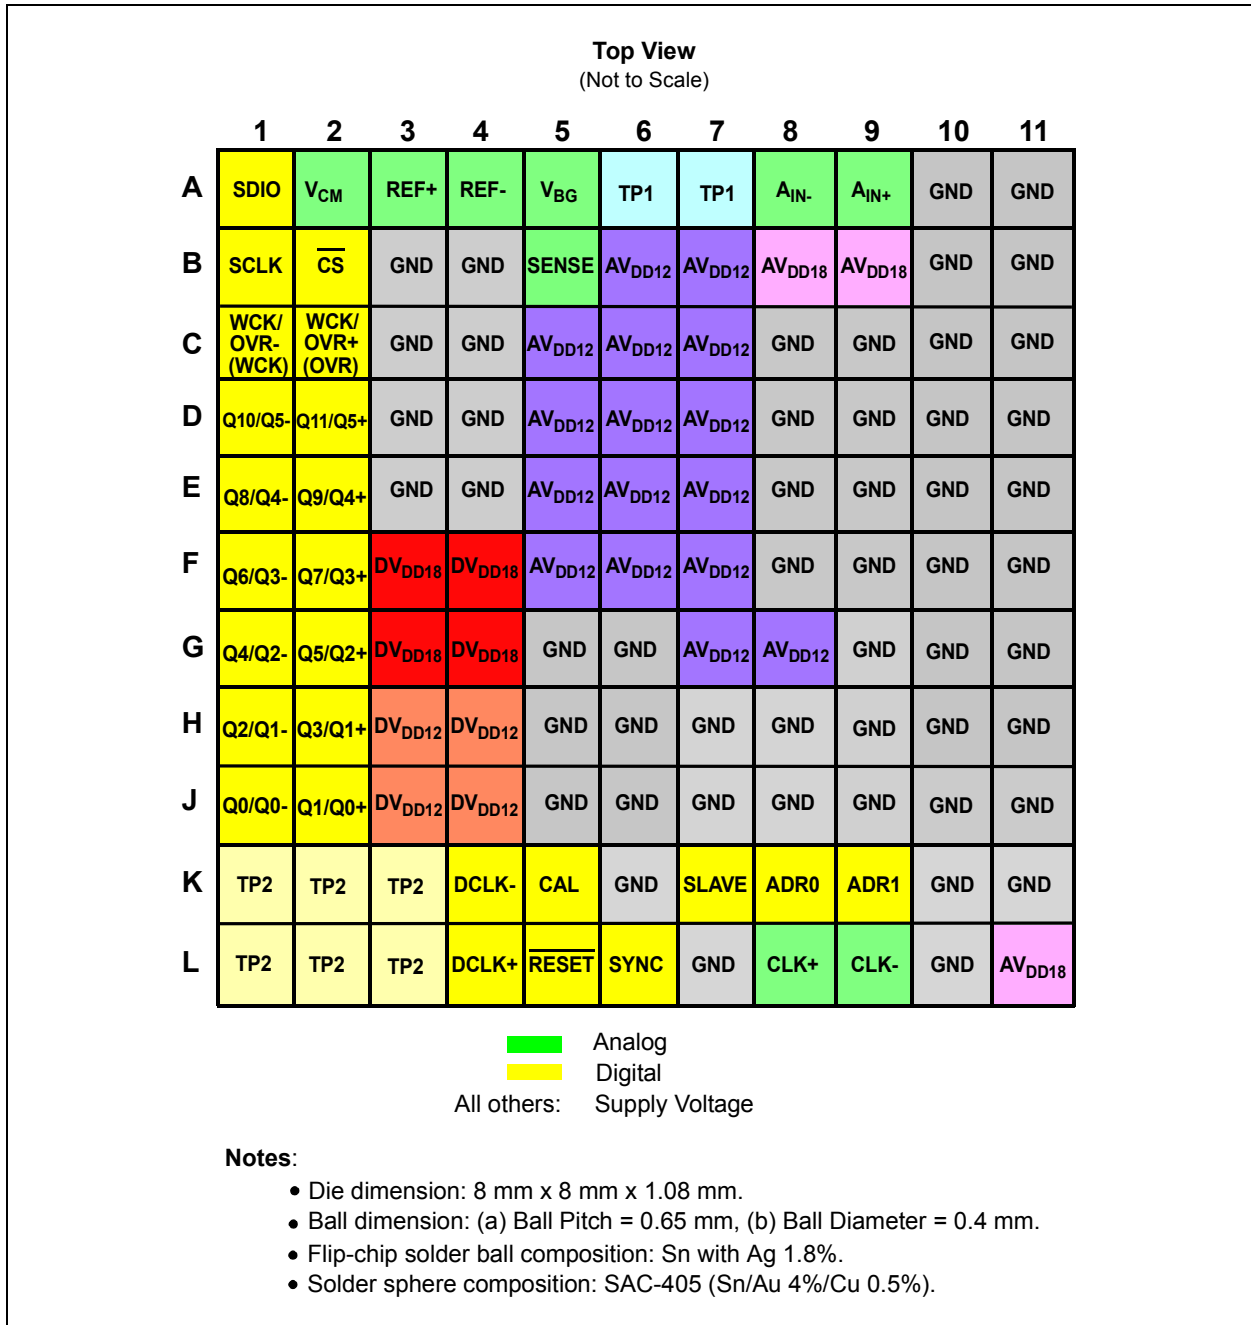 Top View
(Not to Scale)
1 2 3 4 5 6 7 8 9 10 11
A SDIO VCM REF+ REF- VBG TP1 TP1 AIN- AIN+ GND GND
B SCLK CS GND GND SENSE AVDD12 AVDD12 AVDD18 AVDD18 GND GND
C WCK/OVR-(WCK) WCK/OVR+(OVR) GND GND AVDD12 AVDD12 AVDD12 GND GND GND GND
D Q10/Q5- Q11/Q5+ GND GND AVDD12 AVDD12 AVDD12 GND GND GND GND
E Q8/Q4- Q9/Q4+ GND GND AVDD12 AVDD12 AVDD12 GND GND GND GND
F Q6/Q3- Q7/Q3+ DVDD18 DVDD18 AVDD12 AVDD12 AVDD12 GND GND GND GND
G Q4/Q2- Q5/Q2+ DVDD18 DVDD18 GND GND AVDD12 AVDD12 GND GND GND
H Q2/Q1- Q3/Q1+ DVDD12 DVDD12 GND GND GND GND GND GND GND
J Q0/Q0- Q1/Q0+ DVDD12 DVDD12 GND GND GND GND GND GND GND
K TP2 TP2 TP2 DCLK- CAL GND SLAVE ADR0 ADR1 GND GND
L TP2 TP2 TP2 DCLK+ RESET SYNC GND CLK+ CLK- GND AVDD18
Analog
Digital
All others: Supply Voltage
Notes:
• Die dimension: 8 mm x 8 mm x 1.08 mm.
• Ball dimension: (a) Ball Pitch = 0.65 mm, (b) Ball Diameter = 0.4 mm.
• Flip-chip solder ball composition: Sn with Ag 1.8%.
• Solder sphere composition: SAC-405 (Sn/Au 4%/Cu 0.5%).